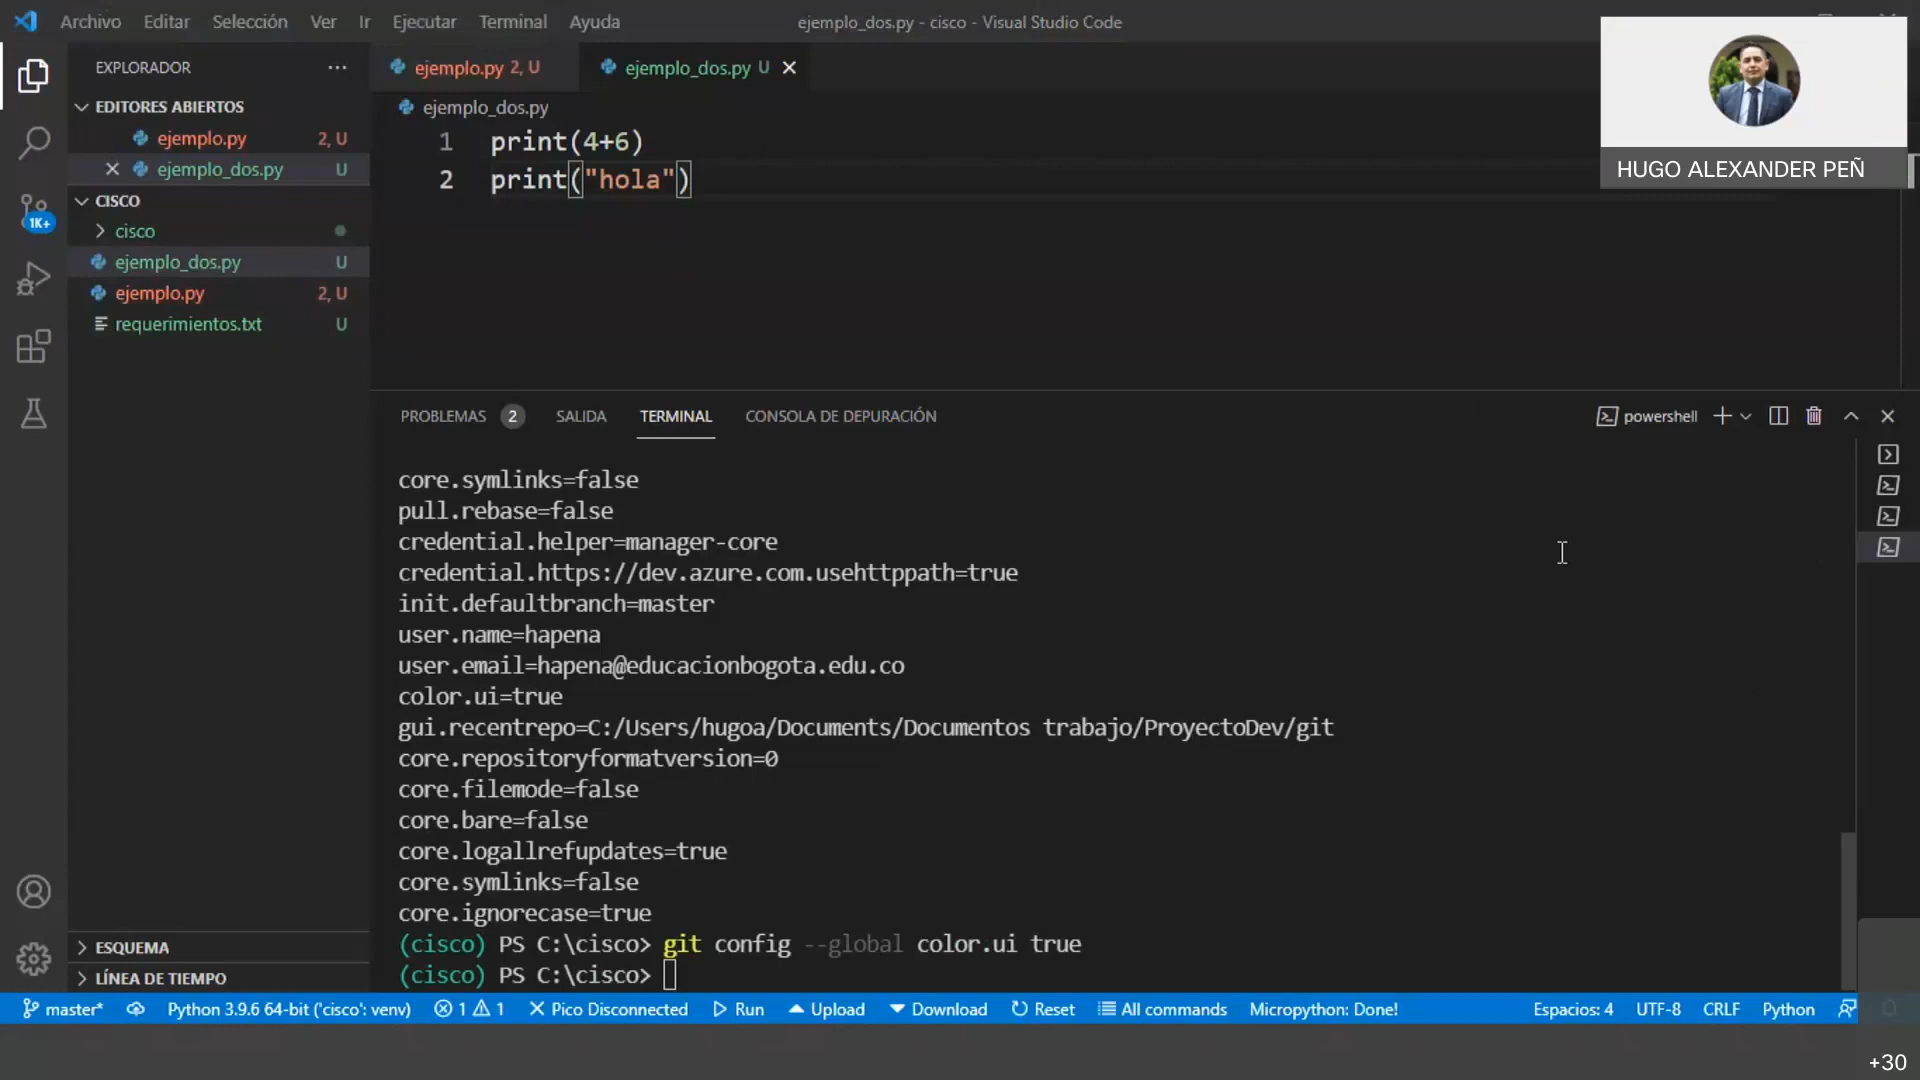 Archivo Editar Selección Ver Ir Ejecutar Terminal Ayuda ejemplo_dos.py - cisco - Visual Studio Code
EXPLORADOR
EDITORES ABIERTOS
ejemplo.py 2, U
ejemplo_dos.py U
CISCO
cisco
ejemplo_dos.py U
ejemplo.py 2, U
requerimientos.txt U
1K+
ESQUEMA
LÍNEA DE TIEMPO
ejemplo.py 2, U ejemplo_dos.py U
ejemplo_dos.py
1 print(4+6)
2 print("hola")
HUGO ALEXANDER PEÑ
PROBLEMAS 2 SALIDA TERMINAL CONSOLA DE DEPURACIÓN powershell
core.symlinks=false
pull.rebase=false
credential.helper=manager-core
credential.https://dev.azure.com.usehttppath=true
init.defaultbranch=master
user.name=hapena
user.email=hapena@educacionbogota.edu.co
color.ui=true
gui.recentrepo=C:/Users/hugoa/Documents/Documentos trabajo/ProyectoDev/git
core.repositoryformatversion=0
core.filemode=false
core.bare=false
core.logallrefupdates=true
core.symlinks=false
core.ignorecase=true
(cisco) PS C:\cisco> git config --global color.ui true
(cisco) PS C:\cisco>
master* Python 3.9.6 64-bit ('cisco': venv) 1 1 Pico Disconnected Run Upload Download Reset All commands Micropython: Done! Espacios: 4 UTF-8 CRLF Python
+30